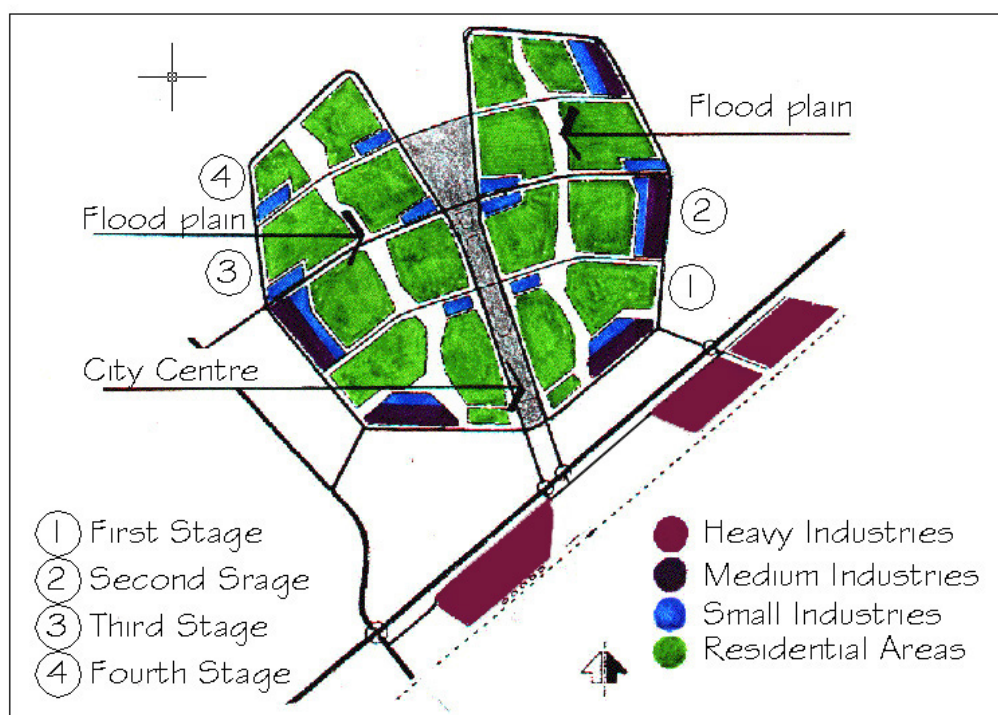 Flood plain
4
Flood plain
2
3
1
City Centre
1 First Stage
2 Second Srage
3 Third Stage
4 Fourth Stage
Heavy Industries
Medium Industries
Small Industries
Residential Areas